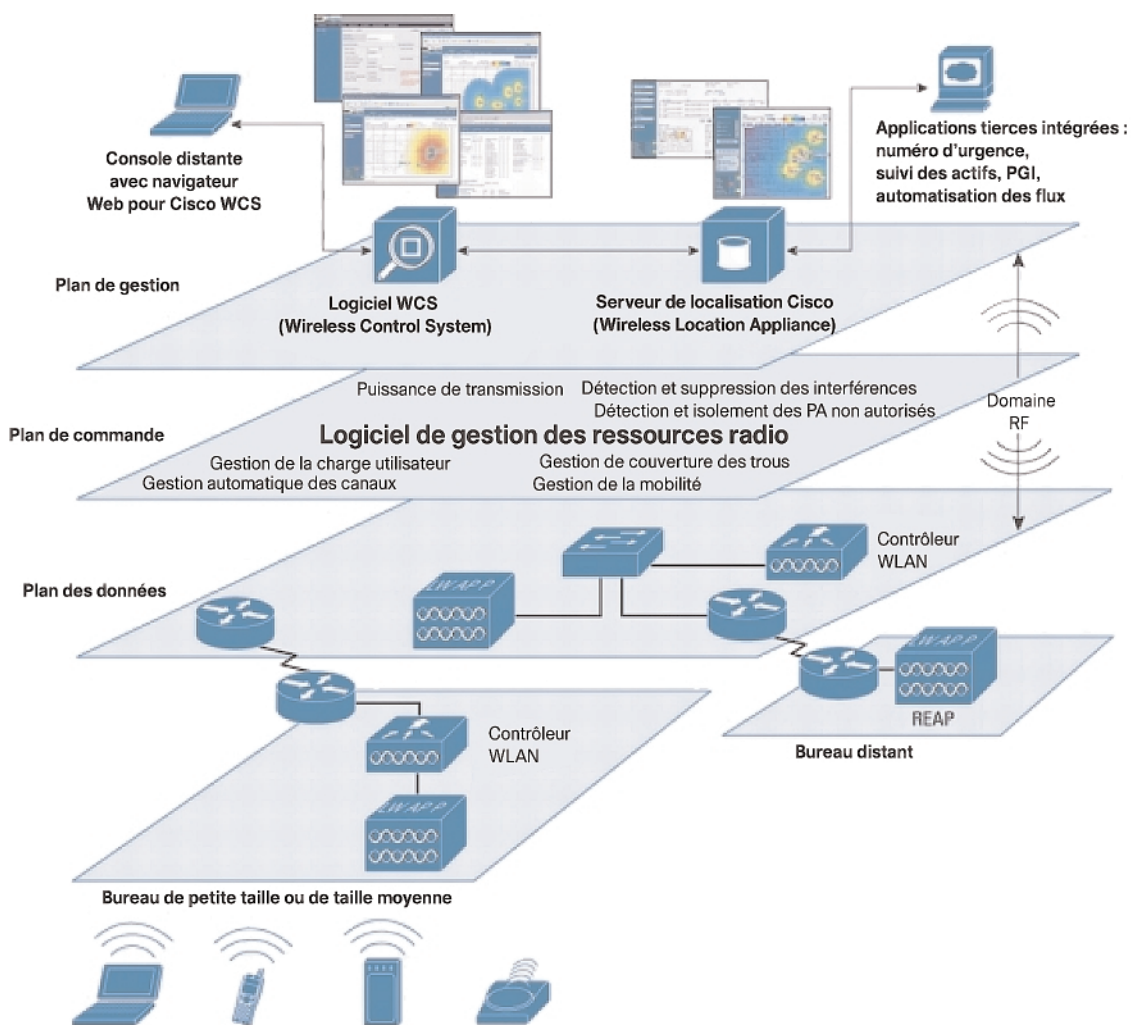 Console distante
avec navigateur
Web pour Cisco WCS
Applications tierces intégrées :
numéro d'urgence,
suivi des actifs, PGI,
automatisation des flux
Plan de gestion
Logiciel WCS
(Wireless Control System)
Serveur de localisation Cisco
(Wireless Location Appliance)
Plan de commande
Puissance de transmission
Détection et suppression des interférences
Détection et isolement des PA non autorisés
Logiciel de gestion des ressources radio
Gestion de la charge utilisateur
Gestion de couverture des trous
Gestion automatique des canaux
Gestion de la mobilité
Domaine
RF
Plan des données
LWAPP
Contrôleur
WLAN
LWAPP
REAP
Bureau distant
Contrôleur
WLAN
LWAPP
Bureau de petite taille ou de taille moyenne